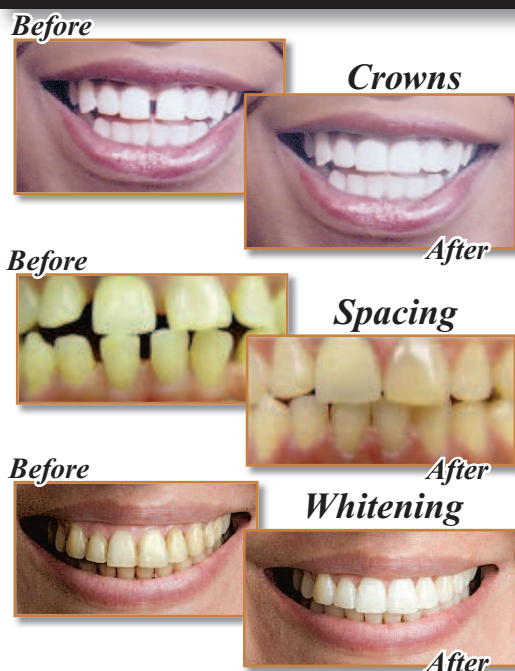 Before
Crowns
After
Before
Spacing
After
Before
Whitening
After